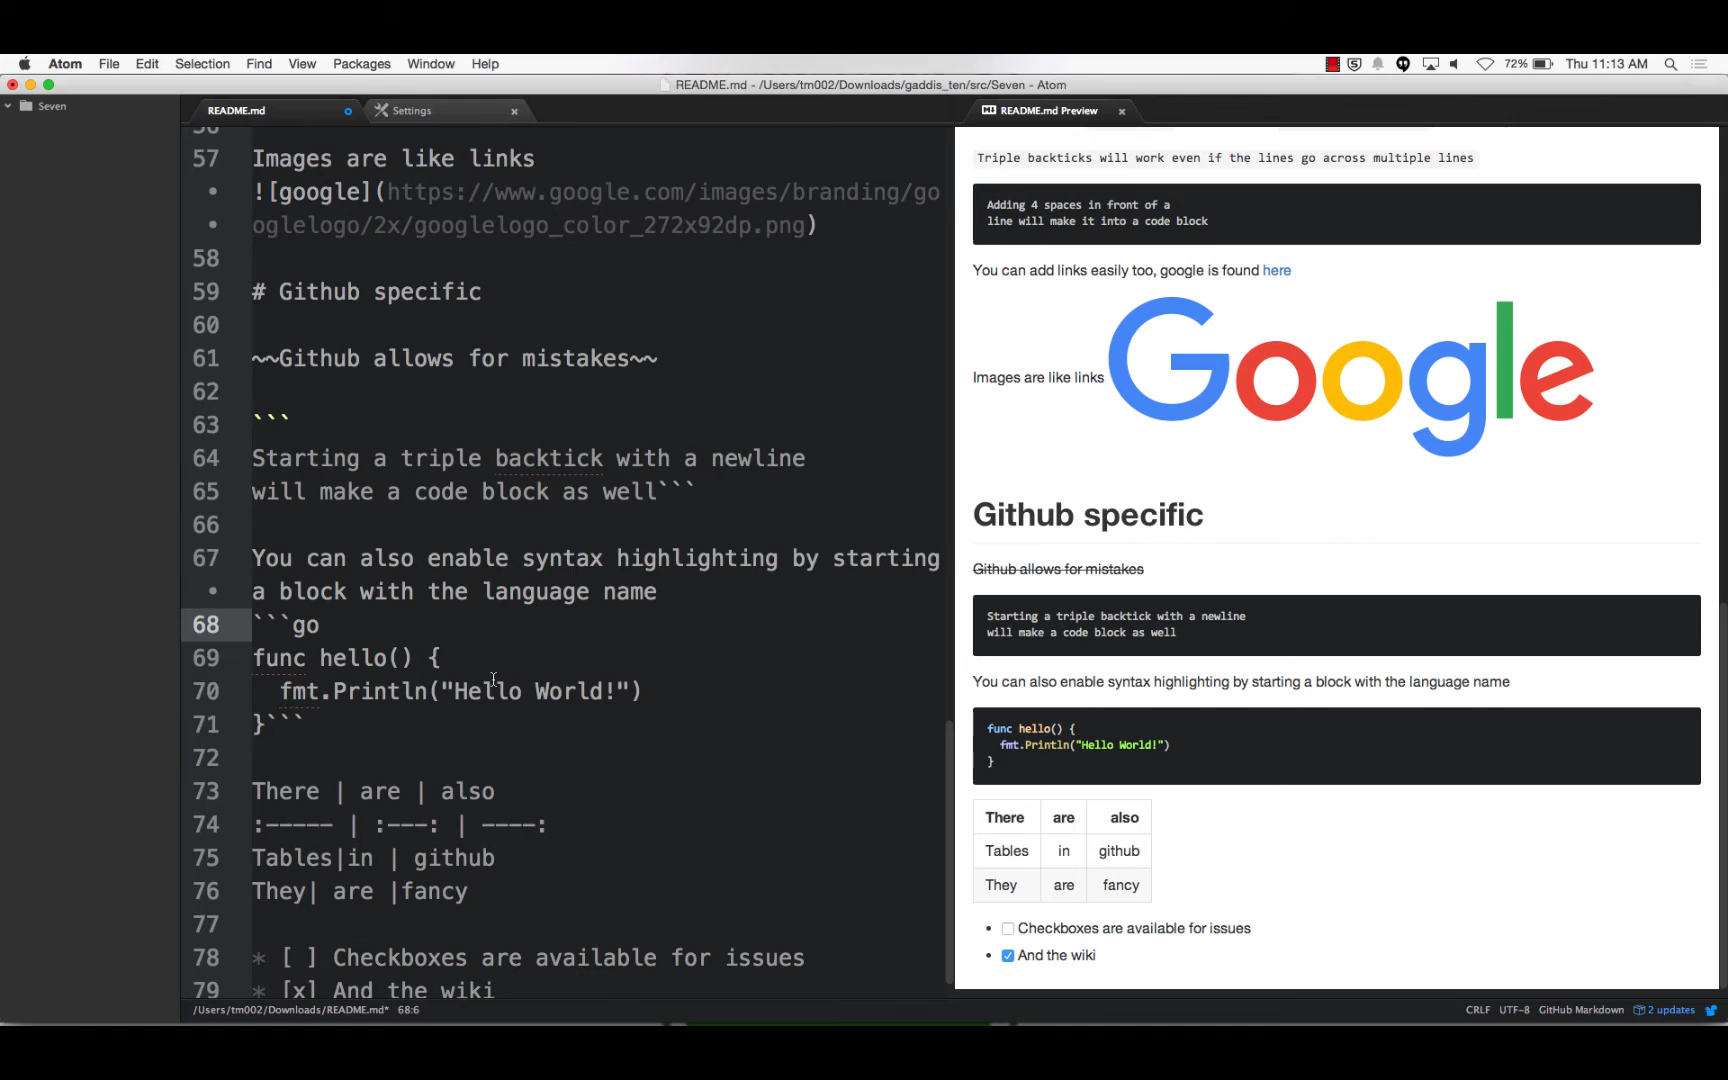 Atom File Edit Selection Find View Packages Window Help 72% Thu 11:13 AM
README.md - /Users/tm002/Downloads/gaddis_ten/src/Seven - Atom
Seven
README.md
Settings
57 Images are like links
![google](https://www.google.com/images/branding/go
oglelogo/2x/googlelogo_color_272x92dp.png)
58
59 # Github specific
60
61 ~~Github allows for mistakes~~
62
63 ```
64 Starting a triple backtick with a newline
65 will make a code block as well```
66
67 You can also enable syntax highlighting by starting
a block with the language name
68 ```go
69 func hello() {
70   fmt.Println("Hello World!")
71 }```
72
73 There | are | also
74 :----- | :---: | ----:
75 Tables|in | github
76 They| are |fancy
77
78 * [ ] Checkboxes are available for issues
79 * [x] And the wiki
README.md Preview
Triple backticks will work even if the lines go across multiple lines
Adding 4 spaces in front of a
line will make it into a code block
You can add links easily too, google is found here
Images are like links Google
Github specific
Github allows for mistakes
Starting a triple backtick with a newline
will make a code block as well
You can also enable syntax highlighting by starting a block with the language name
func hello() {
  fmt.Println("Hello World!")
}
There are also
Tables in github
They are fancy
Checkboxes are available for issues
And the wiki
/Users/tm002/Downloads/README.md* 68:6
CRLF UTF-8 GitHub Markdown 2 updates